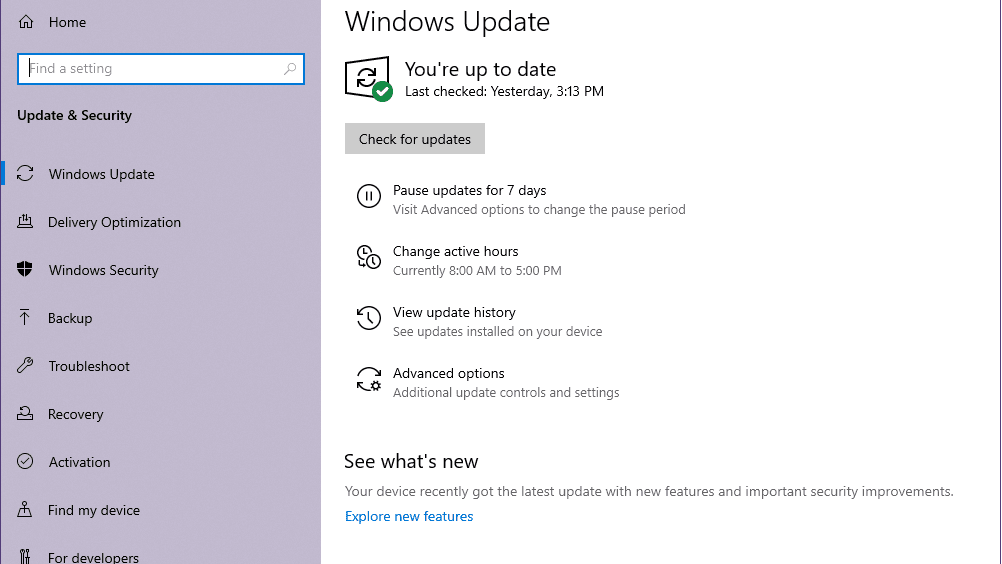 Home
Find a setting
Update & Security
Windows Update
Delivery Optimization
Windows Security
Backup
Troubleshoot
Recovery
Activation
Find my device
For developers
Windows Update
You're up to date
Last checked: Yesterday, 3:13 PM
Check for updates
Pause updates for 7 days
Visit Advanced options to change the pause period
Change active hours
Currently 8:00 AM to 5:00 PM
View update history
See updates installed on your device
Advanced options
Additional update controls and settings
See what's new
Your device recently got the latest update with new features and important security improvements.
Explore new features